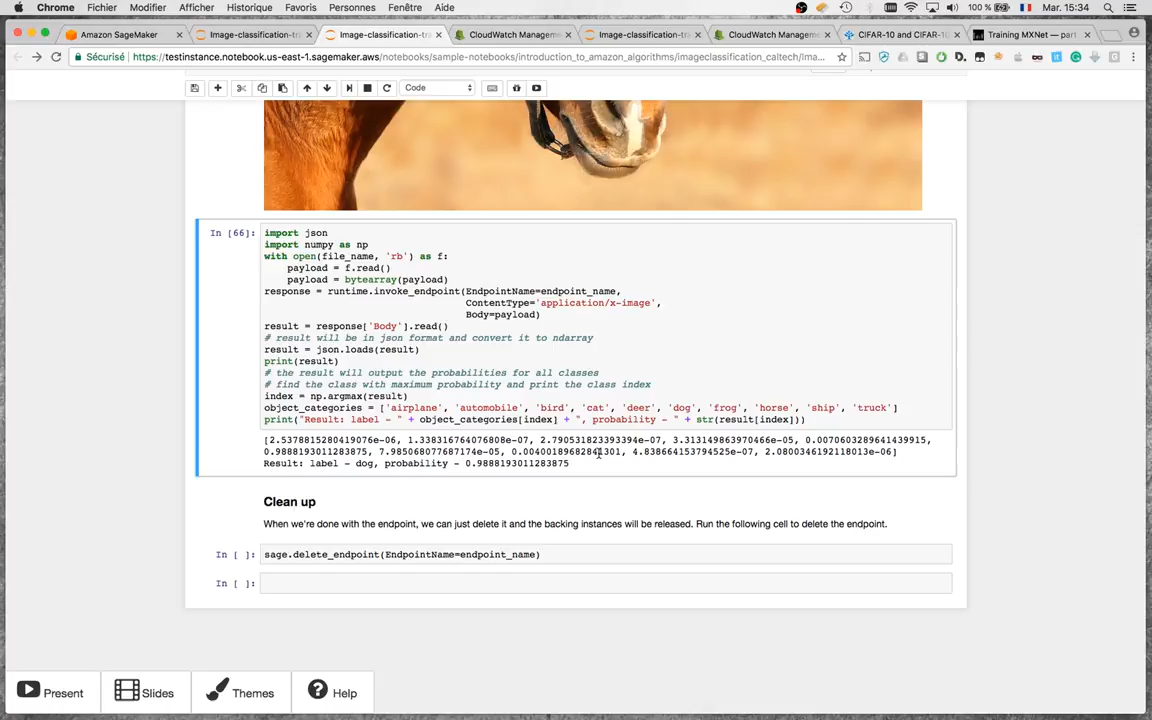 Chrome Fichier Modifier Afficher Historique Favoris Personnes Fenêtre Aide 100 % Mar. 15:34
Amazon SageMaker Image-classification-tra Image-classification-tra CloudWatch Manageme Image-classification-tra CloudWatch Manageme CIFAR-10 and CIFAR-10 Training MXNet — part
Sécurisé https://testinstance.notebook.us-east-1.sagemaker.aws/notebooks/sample-notebooks/introduction_to_amazon_algorithms/imageclassification_caltech/Ima...
Code
In [66]: import json
import numpy as np
with open(file_name, 'rb') as f:
payload = f.read()
payload = bytearray(payload)
response = runtime.invoke_endpoint(EndpointName=endpoint_name,
ContentType='application/x-image',
Body=payload)
result = response['Body'].read()
# result will be in json format and convert it to ndarray
result = json.loads(result)
print(result)
# the result will output the probabilities for all classes
# find the class with maximum probability and print the class index
index = np.argmax(result)
object_categories = ['airplane', 'automobile', 'bird', 'cat', 'deer', 'dog', 'frog', 'horse', 'ship', 'truck']
print("Result: label - " + object_categories[index] + ", probability - " + str(result[index]))
[2.5378815280419076e-06, 1.338316764076808e-07, 2.790531823393394e-07, 3.313149863970466e-05, 0.0070603289641439915,
0.9888193011283875, 7.985068077687174e-05, 0.00400189682841301, 4.838664153794525e-07, 2.0800346192118013e-06]
Result: label - dog, probability - 0.9888193011283875
Clean up
When we're done with the endpoint, we can just delete it and the backing instances will be released. Run the following cell to delete the endpoint.
In [ ]: sage.delete_endpoint(EndpointName=endpoint_name)
In [ ]:
Present Slides Themes Help